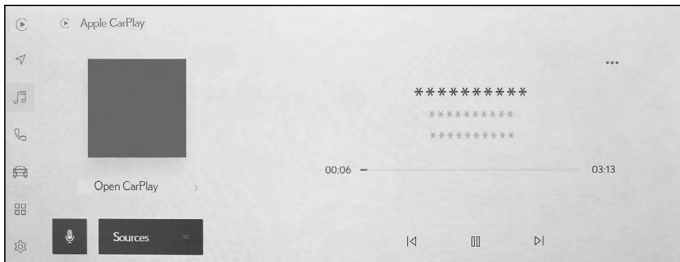 Apple CarPlay
•••
**********
**********
**********
00:06
03:13
Open CarPlay
Sources